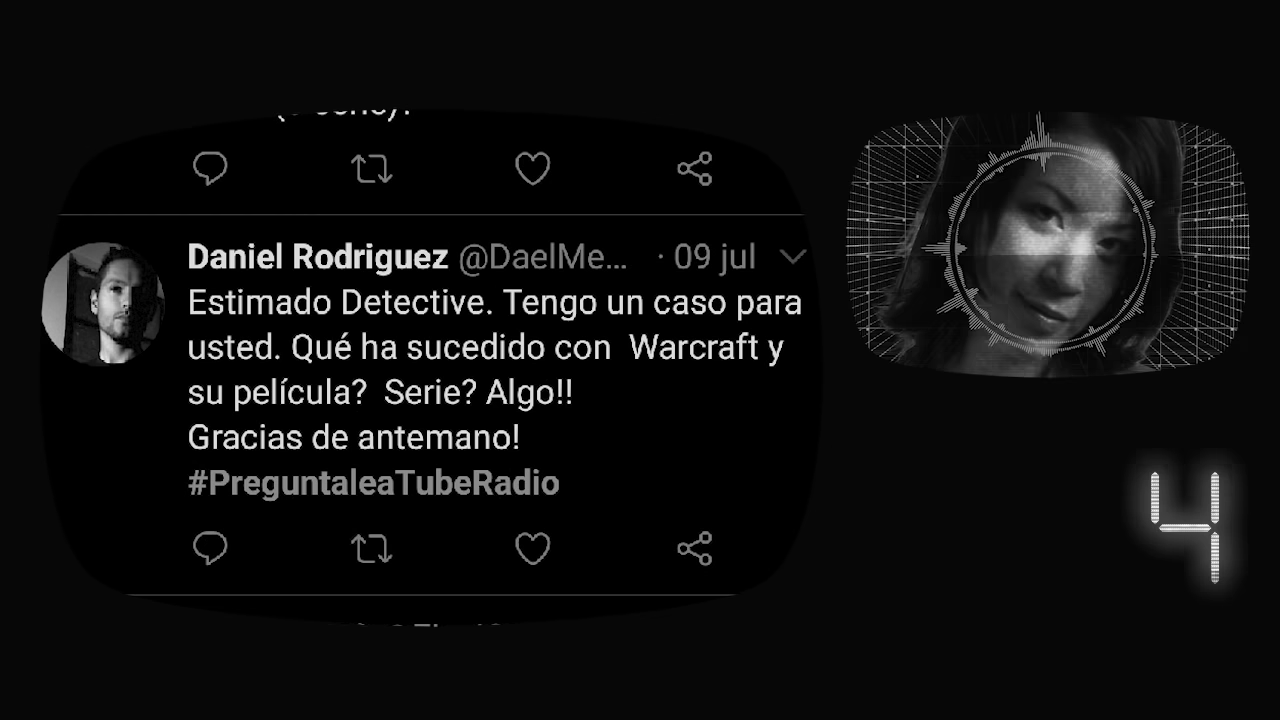 Daniel Rodriguez @DaelMe... · 09 jul
Estimado Detective. Tengo un caso para
usted. Qué ha sucedido con Warcraft y
su película? Serie? Algo!!
Gracias de antemano!
#PreguntaleaTubeRadio
4